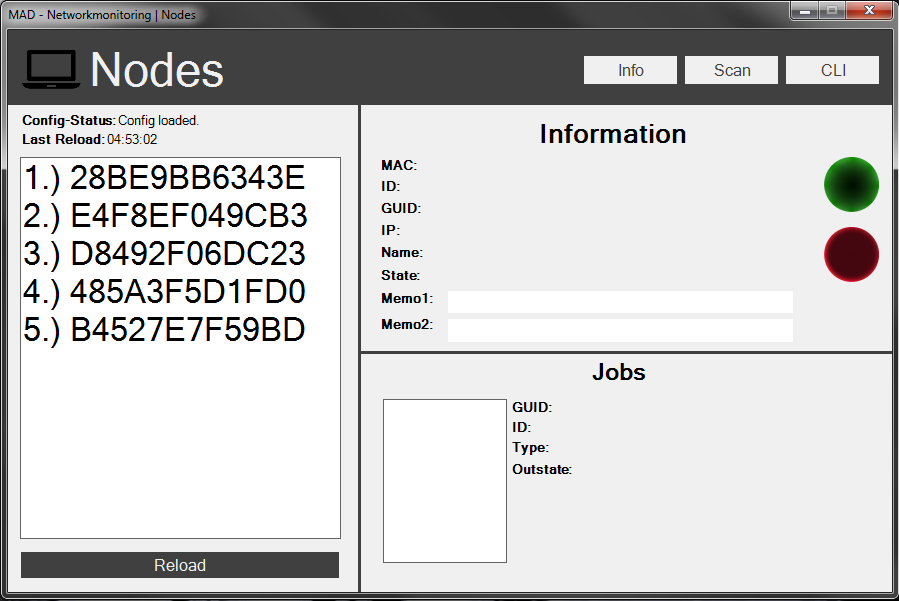 MAD - Networkmonitoring | Nodes
Nodes
Info
Scan
CLI
Config-Status: Config loaded.
Last Reload: 04:53:02
1.) 28BE9BB6343E
2.) E4F8EF049CB3
3.) D8492F06DC23
4.) 485A3F5D1FD0
5.) B4527E7F59BD
Reload
Information
MAC:
ID:
GUID:
IP:
Name:
State:
Memo1:
Memo2:
Jobs
GUID:
ID:
Type:
Outstate: